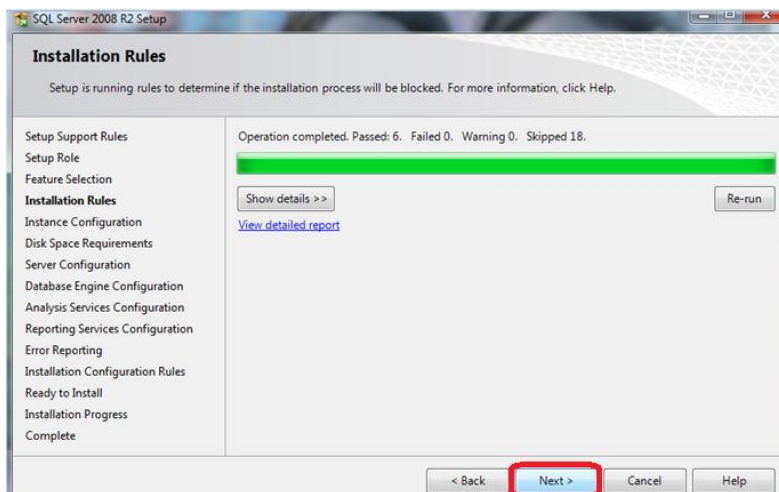 SQL Server 2008 R2 Setup
Installation Rules
Setup is running rules to determine if the installation process will be blocked. For more information, click Help.
Setup Support Rules
Setup Role
Feature Selection
Installation Rules
Instance Configuration
Disk Space Requirements
Server Configuration
Database Engine Configuration
Analysis Services Configuration
Reporting Services Configuration
Error Reporting
Installation Configuration Rules
Ready to Install
Installation Progress
Complete
Operation completed. Passed: 6. Failed 0. Warning 0. Skipped 18.
Show details >>
Re-run
View detailed report
< Back
Next >
Cancel
Help